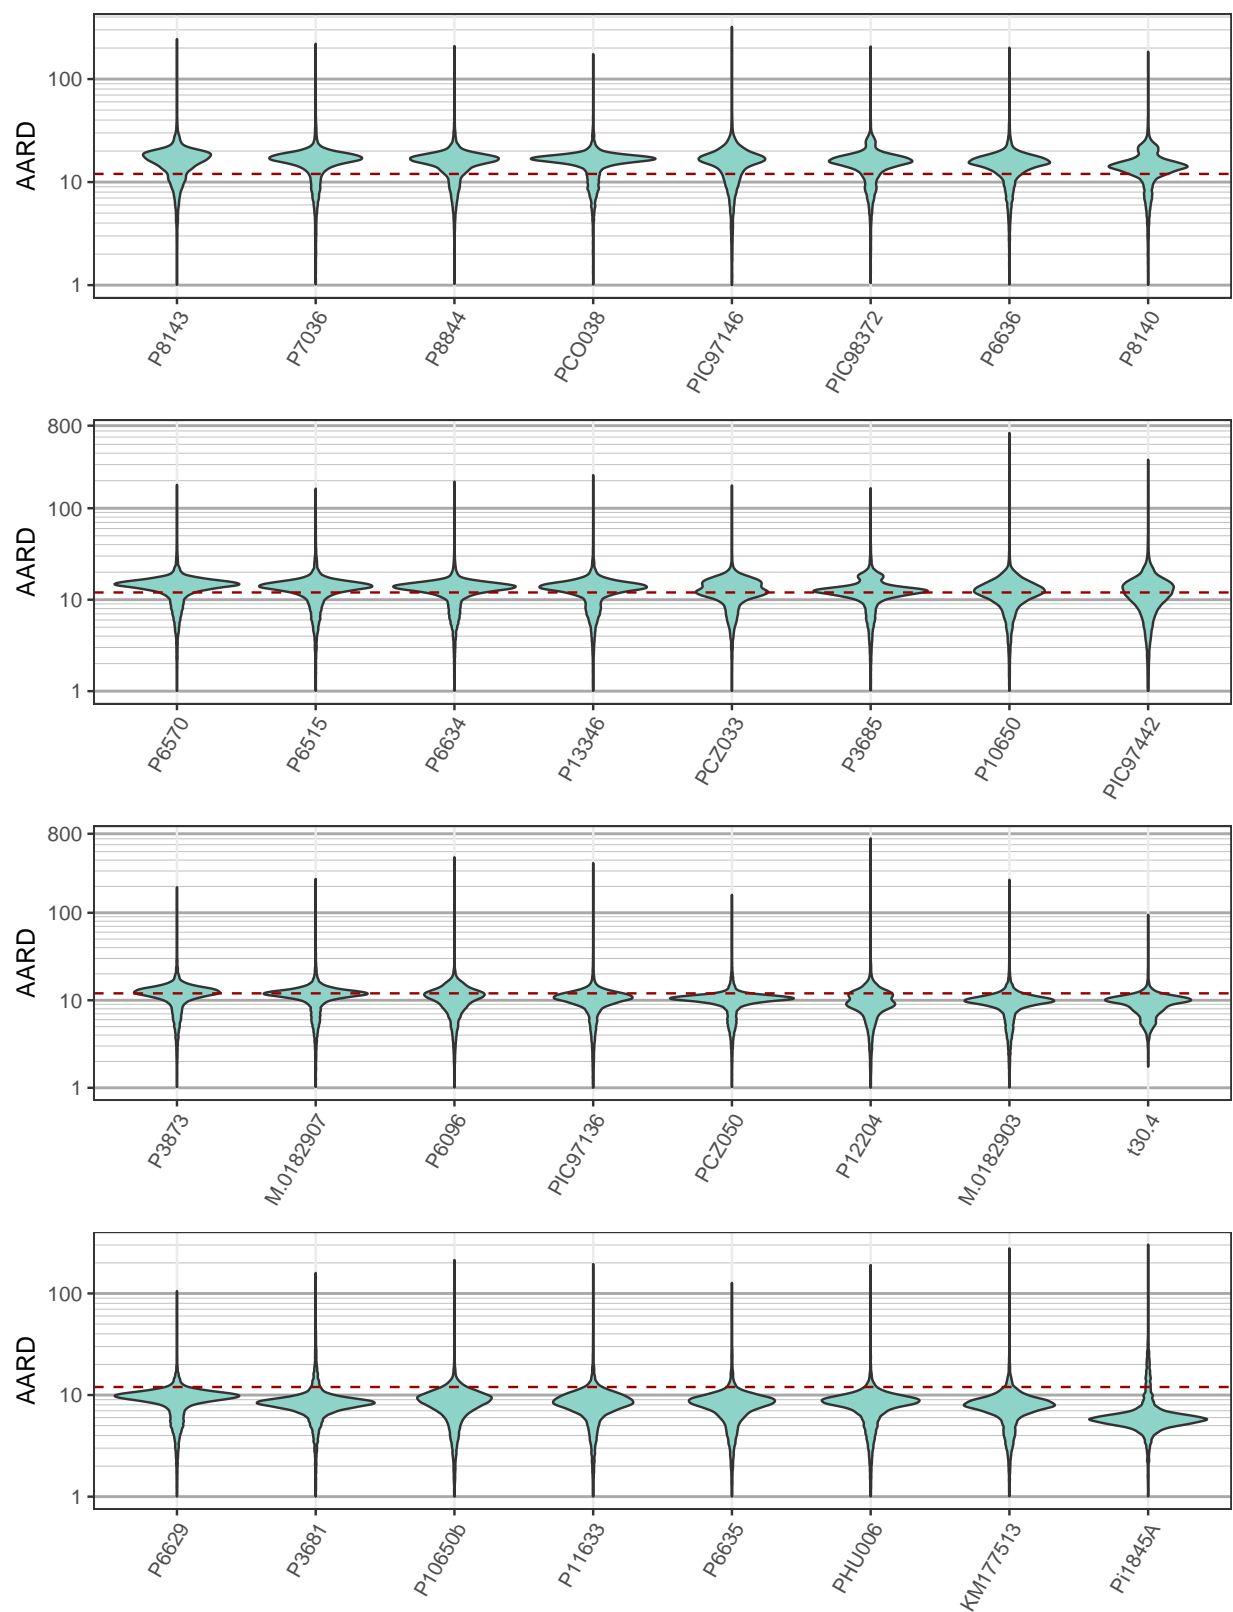 AARD
100
10
1
P8143 P7036 P8844 PCO038 PIC97146 PIC98372 P6636 P8140
AARD
800
100
10
1
P6570 P6515 P6634 P13346 PCZ033 P3685 P10650 PIC97442
AARD
800
100
10
1
P3873 M.0182907 P6096 PIC97136 PCZ050 P12204 M.0182903 t30.4
AARD
100
10
1
P6629 P3681 P10650b P11633 P6635 PHU006 KM177513 Pi1845A